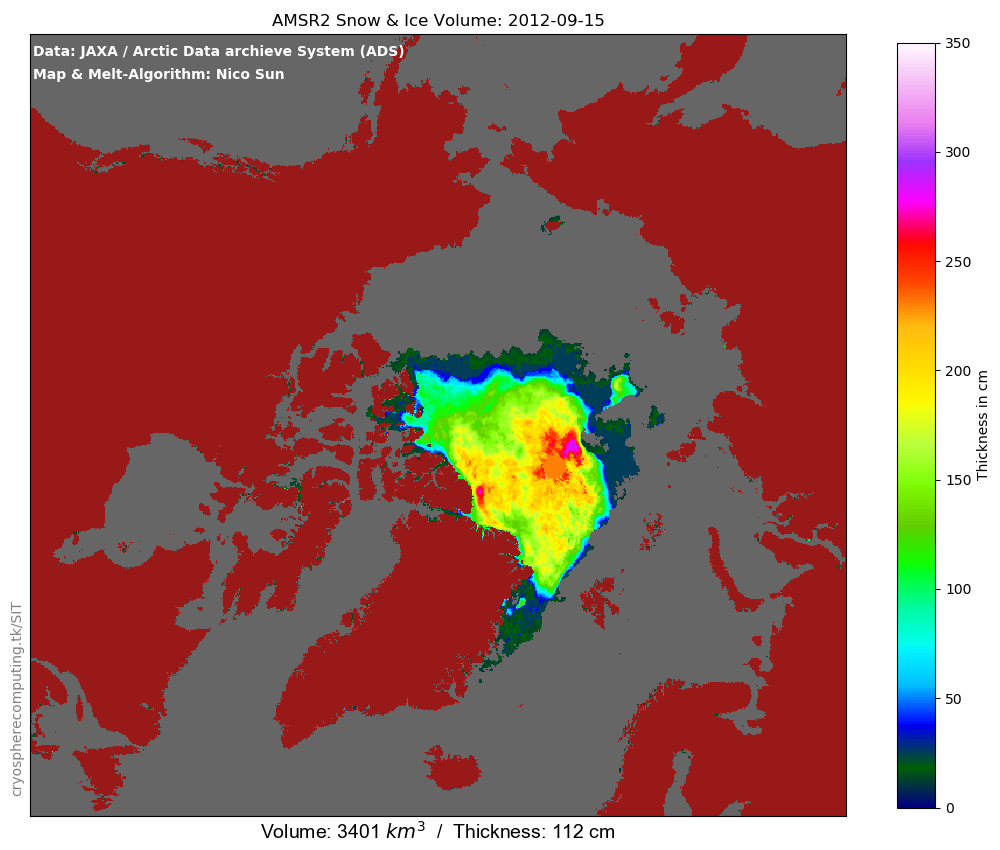 AMSR2 Snow & Ice Volume: 2012-09-15
Data: JAXA / Arctic Data archieve System (ADS)
Map & Melt-Algorithm: Nico Sun
350
300
250
200
150
100
50
0
Thickness in cm
cryospherecomputing.tk/SIT
Volume: 3401 km³ / Thickness: 112 cm